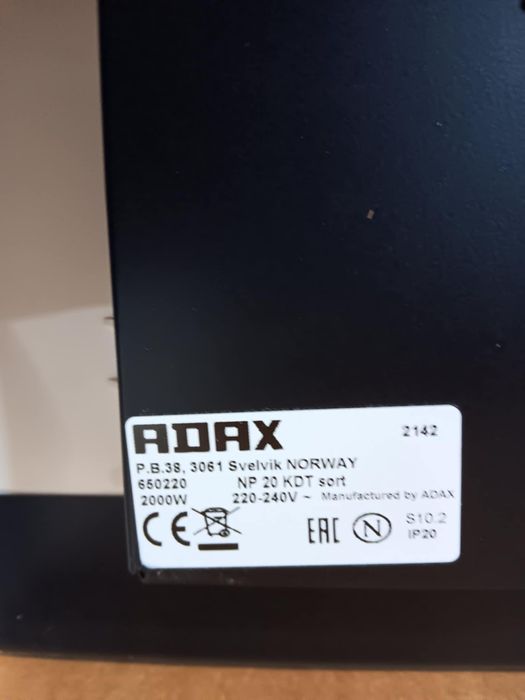 ADAX 2142
P.B.38, 3061 Svelvik NORWAY
650220 NP 20 KDT sort
2000W 220-240V ~ Manufactured by ADAX
CE EAC N S10.2
IP20